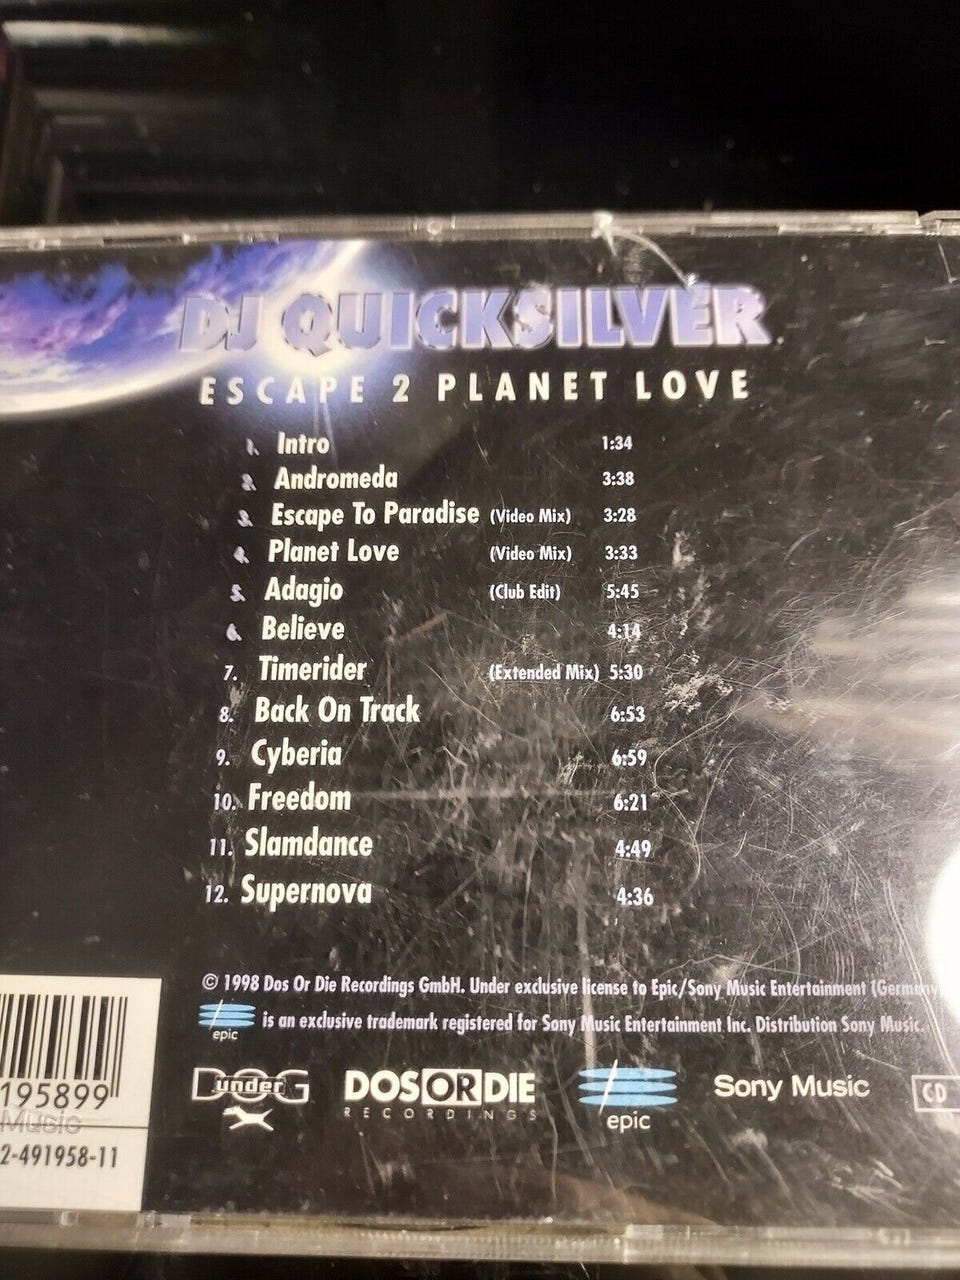 DJ QUICKSILVER
ESCAPE 2 PLANET LOVE
1. Intro 1:34
2. Andromeda 3:38
3. Escape To Paradise (Video Mix) 3:28
4. Planet Love (Video Mix) 3:33
5. Adagio (Club Edit) 5:45
6. Believe 4:14
7. Timerider (Extended Mix) 5:30
8. Back On Track 6:53
9. Cyberia 6:59
10. Freedom 6:21
11. Slamdance 4:49
12. Supernova 4:36
© 1998 Dos Or Die Recordings GmbH. Under exclusive license to Epic/Sony Music Entertainment (Germany
epic is an exclusive trademark registered for Sony Music Entertainment Inc. Distribution Sony Music.
underDOG DOS OR DIE RECORDINGS epic Sony Music CD
195899
Music
2-491958-11